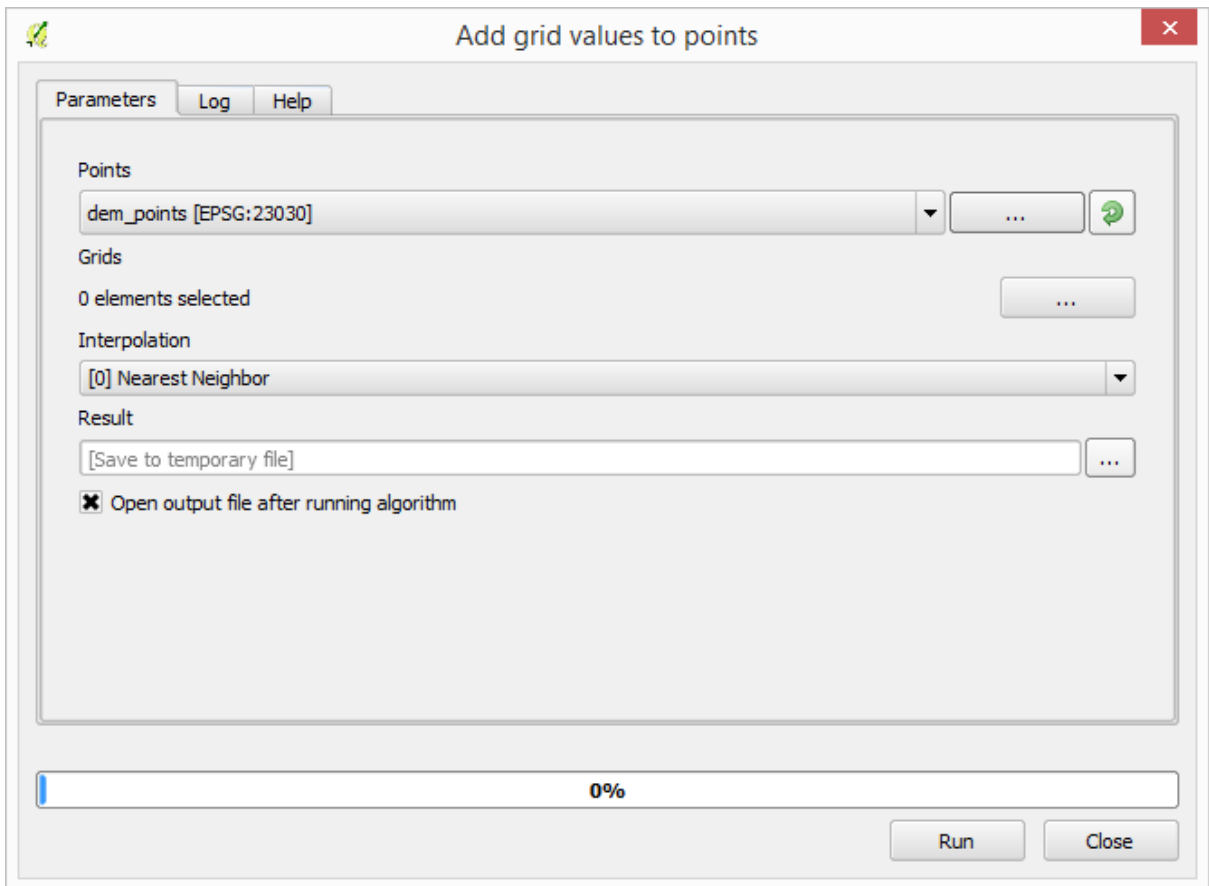 Add grid values to points
Parameters Log Help
Points
dem_points [EPSG:23030]
...
Grids
0 elements selected
...
Interpolation
[0] Nearest Neighbor
Result
[Save to temporary file]
...
Open output file after running algorithm
0%
Run Close